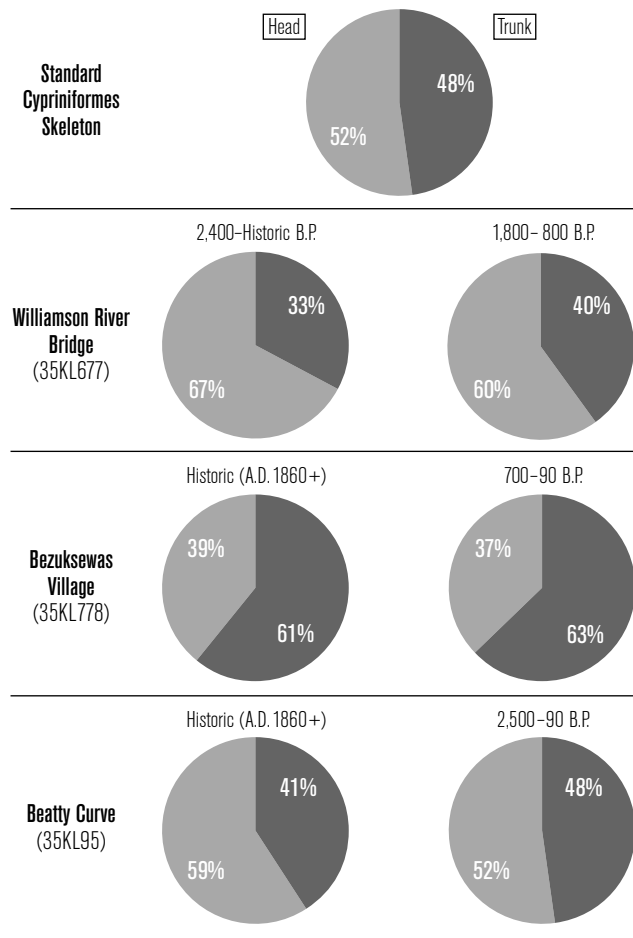 Head
Trunk
Standard
Cypriniformes
Skeleton
48%
52%
2,400–Historic B.P.
1,800– 800 B.P.
Williamson River
Bridge
(35KL677)
33%
67%
40%
60%
Historic (A.D. 1860+)
700–90 B.P.
Bezuksewas
Village
(35KL778)
39%
61%
37%
63%
Historic (A.D. 1860+)
2,500–90 B.P.
Beatty Curve
(35KL95)
41%
59%
48%
52%